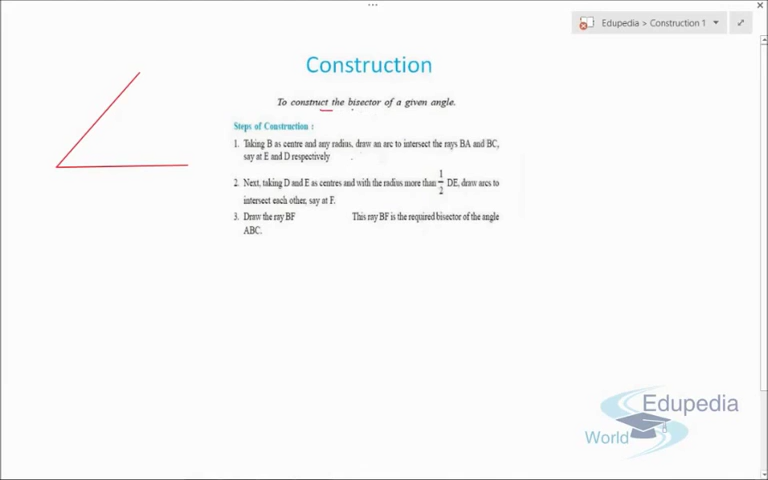 Edupedia > Construction 1
Construction
To construct the bisector of a given angle.
Steps of Construction :
1. Taking B as centre and any radius, draw an arc to intersect the rays BA and BC,
say at E and D respectively
2. Next, taking D and E as centres and with the radius more than 1/2 DE, draw arcs to
intersect each other, say at F.
3. Draw the ray BF This ray BF is the required bisector of the angle
ABC.
Edupedia
World